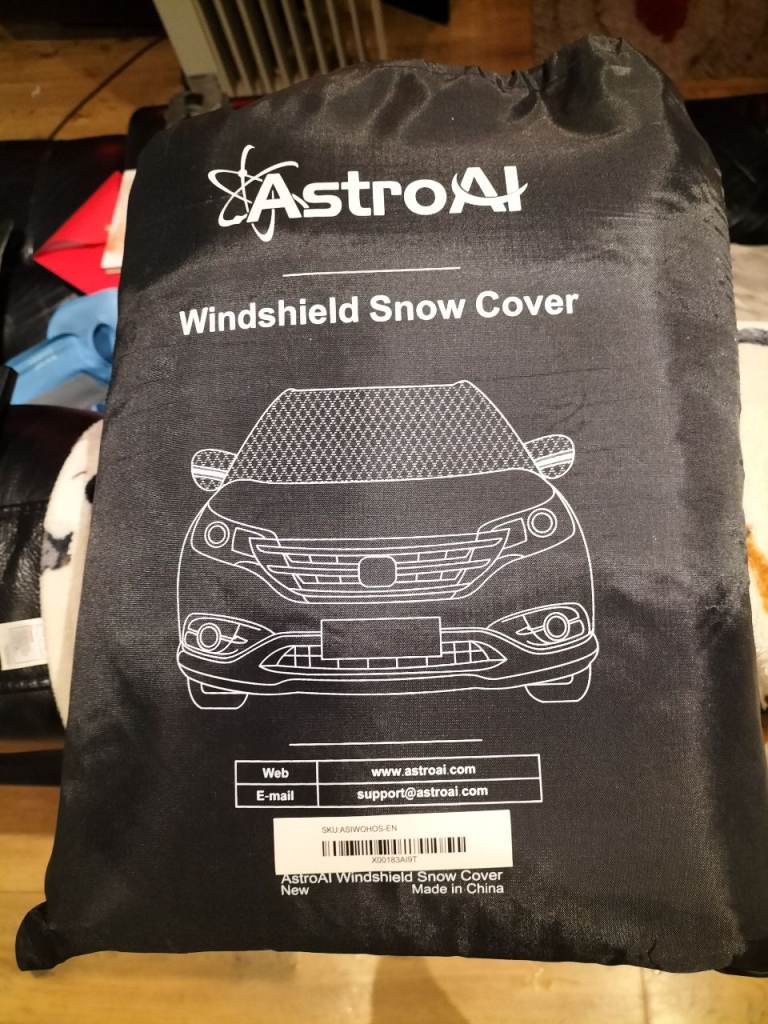 AstroAI
Windshield Snow Cover
Web www.astroai.com
E-mail support@astroai.com
SKU:ASIWOHOS-EN
X00183AI9T
AstroAI Windshield Snow Cover
New Made in China